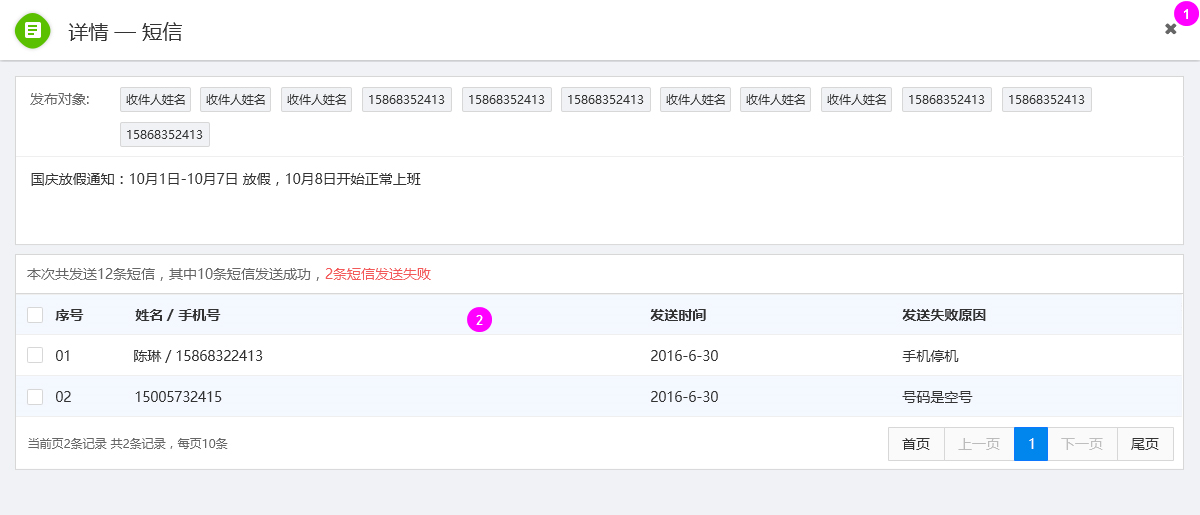 详情 — 短信
✖
1
发布对象:
收件人姓名 收件人姓名 收件人姓名 15868352413 15868352413 15868352413 收件人姓名 收件人姓名 收件人姓名 15868352413 15868352413
15868352413
国庆放假通知：10月1日-10月7日 放假，10月8日开始正常上班
本次共发送12条短信，其中10条短信发送成功，2条短信发送失败
序号 姓名 / 手机号 2 发送时间 发送失败原因
01 陈琳 / 15868322413 2016-6-30 手机停机
02 15005732415 2016-6-30 号码是空号
当前页2条记录 共2条记录，每页10条 首页 上一页 1 下一页 尾页